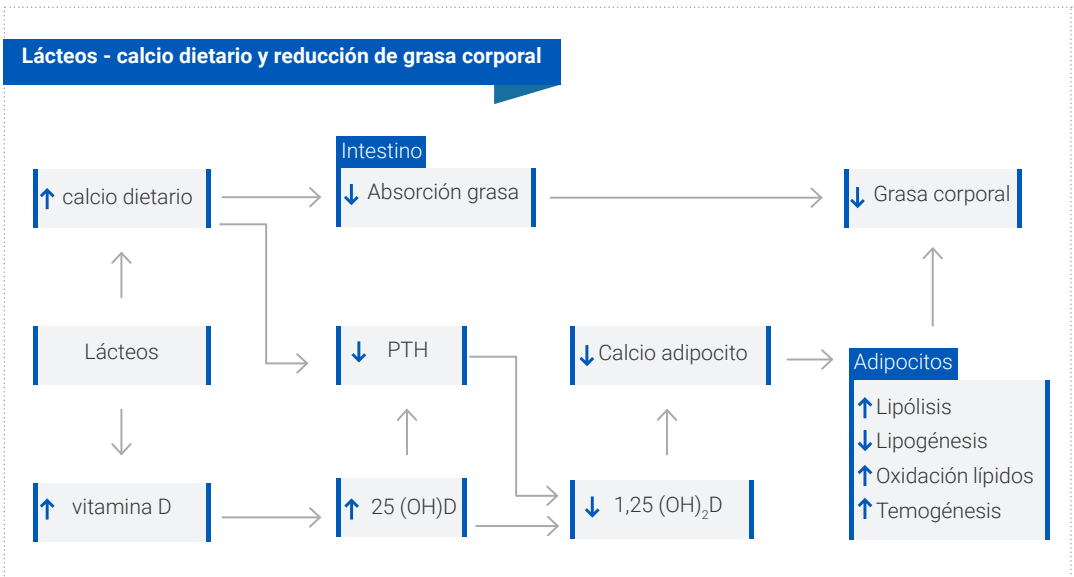 Lácteos - calcio dietario y reducción de grasa corporal
Intestino
↑ calcio dietario
↓ Absorción grasa
↓ Grasa corporal
Lácteos
↓ PTH
↓ Calcio adipocito
Adipocitos
↑ Lipólisis
↓ Lipogénesis
↑ Oxidación lípidos
↑ Temogénesis
↑ vitamina D
↑ 25 (OH)D
↓ 1,25 (OH)₂D